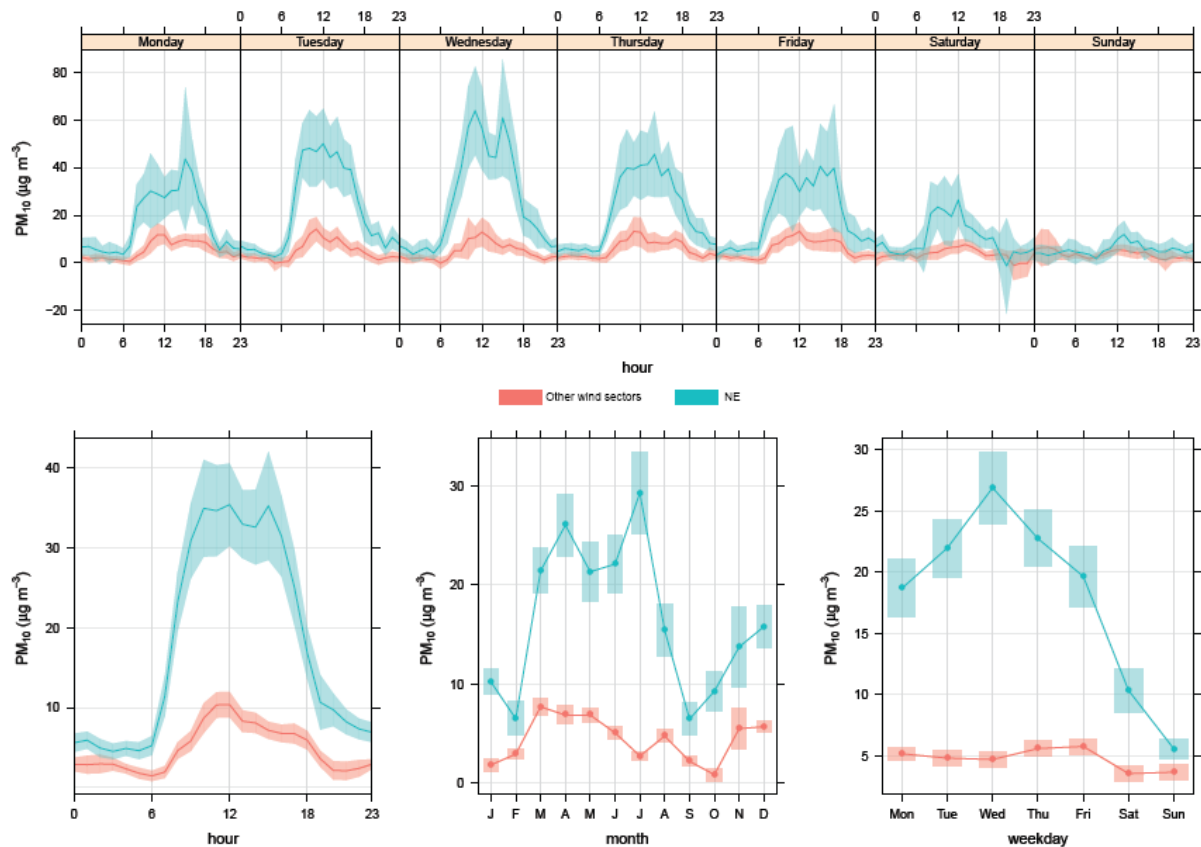 0 6 12 18 23 0 6 12 18 23 0 6 12 18 23
Monday Tuesday Wednesday Thursday Friday Saturday Sunday
80
60
40
20
0
−20
PM₁₀ (µg m⁻³)
0 6 12 18 23 0 6 12 18 23 0 6 12 18 23 0 6 12 18 23
hour
Other wind sectors NE
40
30
20
10
PM₁₀ (µg m⁻³)
0 6 12 18 23
hour
30
20
10
0
PM₁₀ (µg m⁻³)
J F M A M J J A S O N D
month
30
25
20
15
10
5
PM₁₀ (µg m⁻³)
Mon Tue Wed Thu Fri Sat Sun
weekday